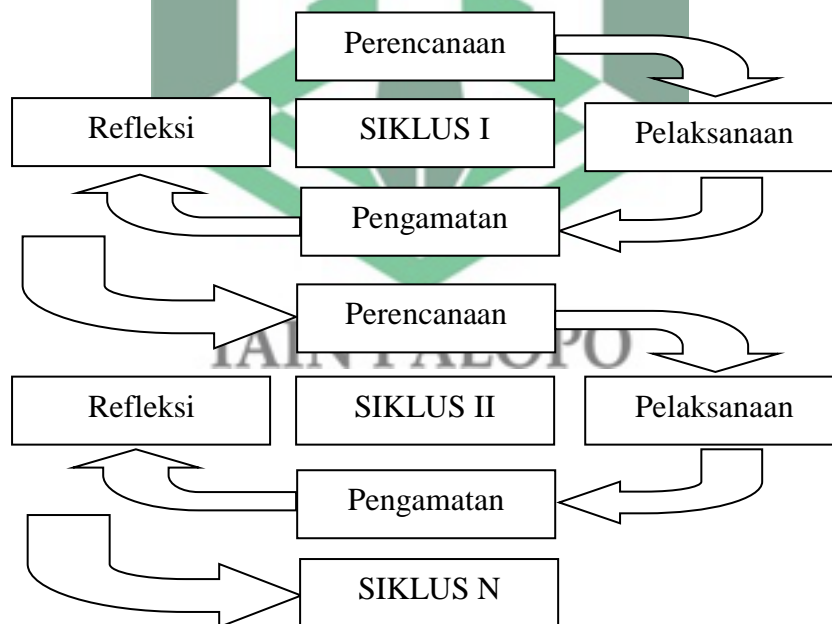 Perencanaan
Refleksi
SIKLUS I
Pelaksanaan
Pengamatan
Perencanaan
IAIN PALOPO
Refleksi
SIKLUS II
Pelaksanaan
Pengamatan
SIKLUS N